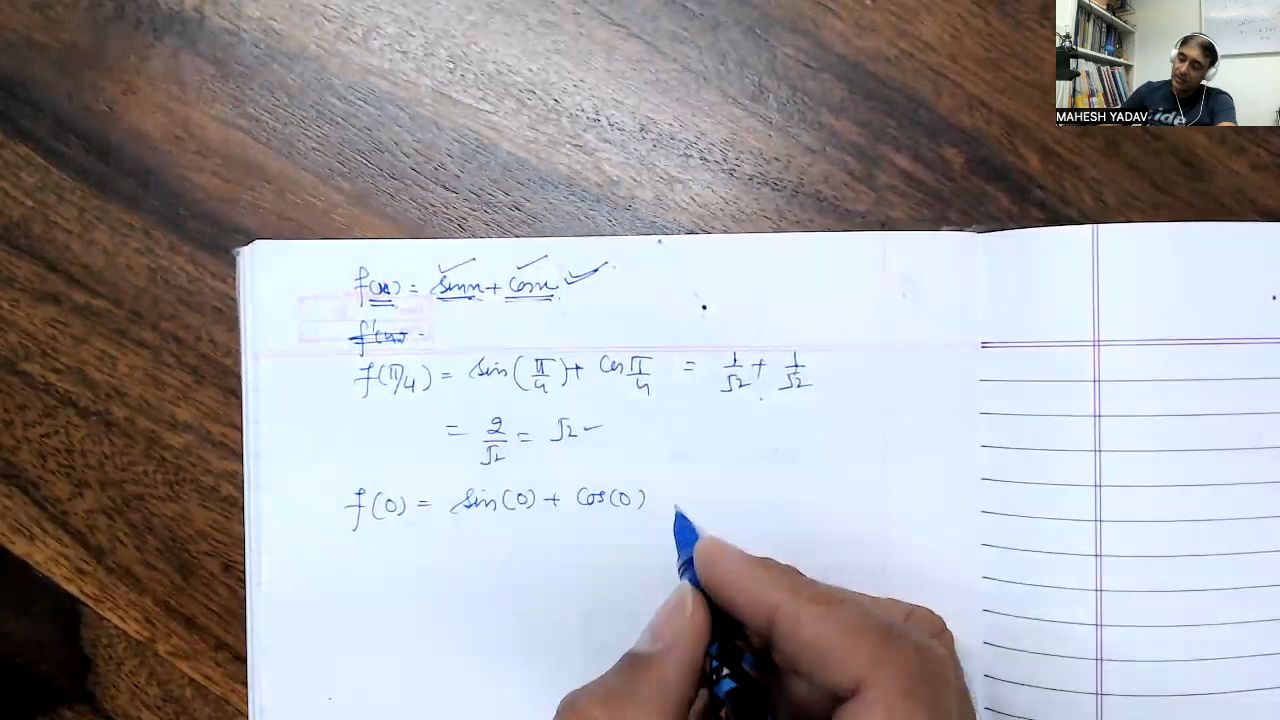 MAHESH YADAV
ide
f(x) = sinx + cosx
f'(x)
f(π/4) = sin(π/4) + cos π/4 = 1/√2 + 1/√2
= 2/√2 = √2
f(0) = sin(0) + cos(0)